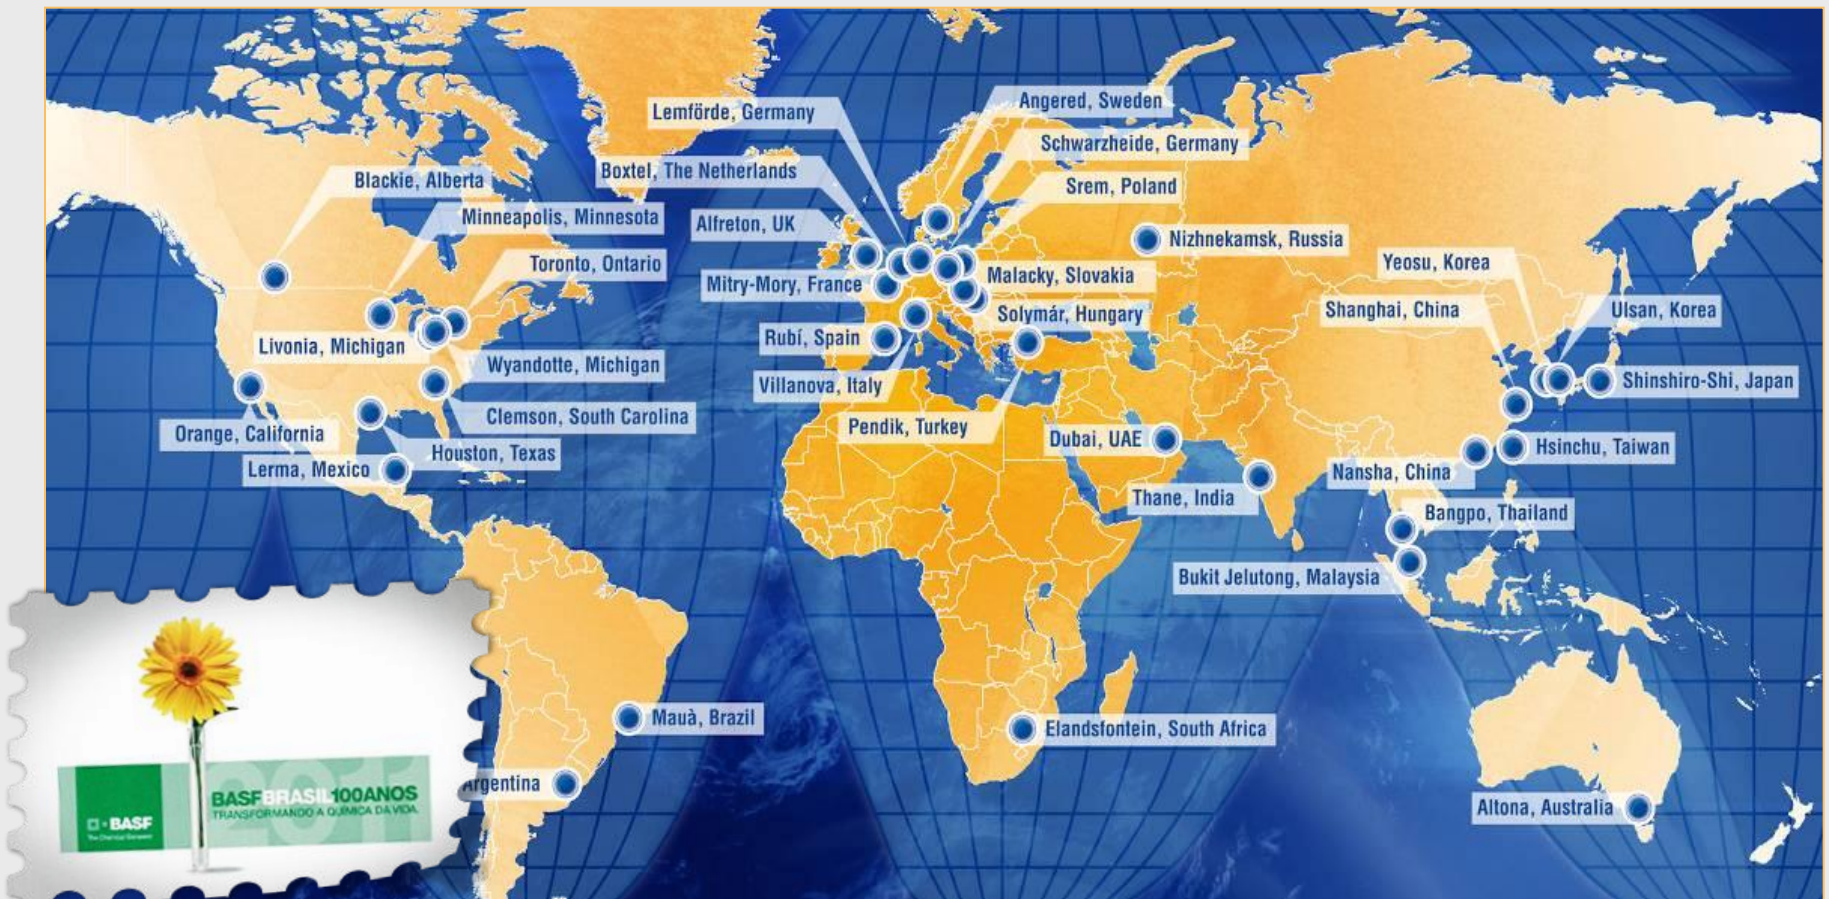 Lemförde, Germany
Angered, Sweden
Schwarzheide, Germany
Boxtel, The Netherlands
Blackie, Alberta
Srem, Poland
Minneapolis, Minnesota
Alfreton, UK
Nizhnekamsk, Russia
Toronto, Ontario
Yeosu, Korea
Mitry-Mory, France
Malacky, Slovakia
Shanghai, China
Ulsan, Korea
Solymár, Hungary
Livonia, Michigan
Rubí, Spain
Wyandotte, Michigan
Villanova, Italy
Shinshiro-Shi, Japan
Clemson, South Carolina
Pendik, Turkey
Orange, California
Dubai, UAE
Hsinchu, Taiwan
Houston, Texas
Lerma, Mexico
Nansha, China
Thane, India
Bangpo, Thailand
Bukit Jelutong, Malaysia
Mauà, Brazil
Elandsfontein, South Africa
Argentina
Altona, Australia
2011
BASFBRASIL100ANOS
TRANSFORMANDO A QUÍMICA DA VIDA.
BASF
The Chemical Company